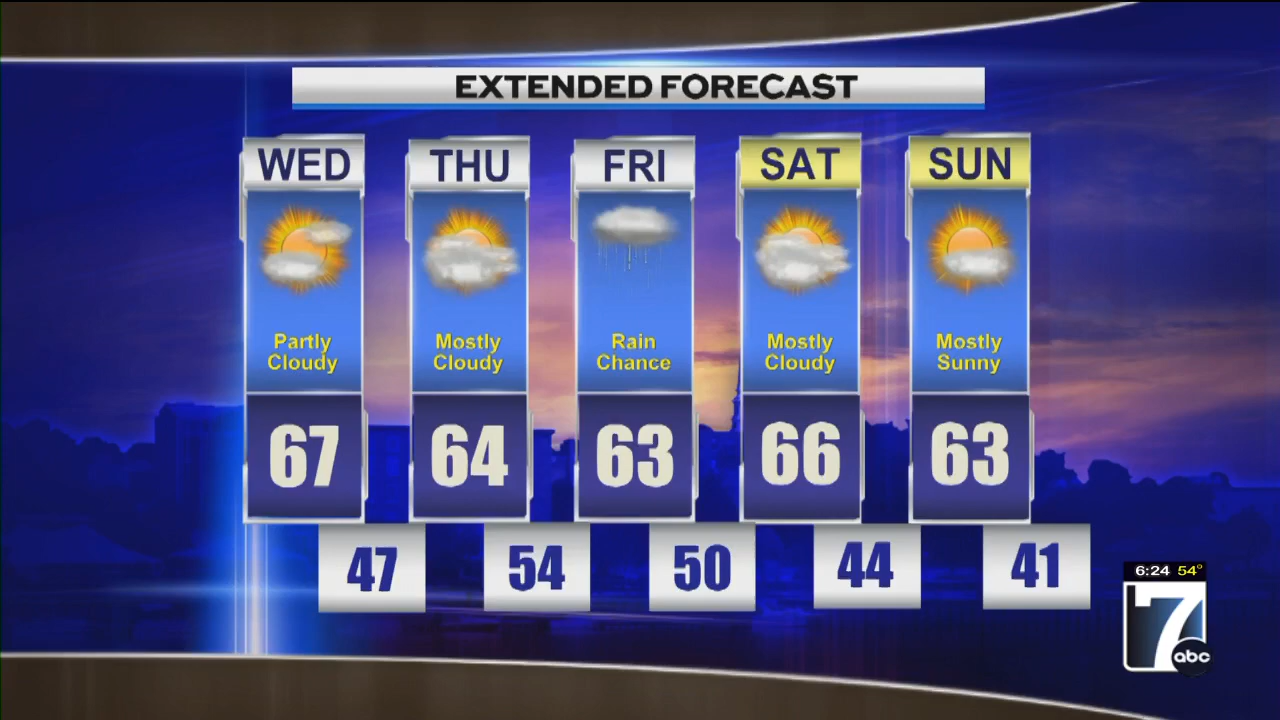 EXTENDED FORECAST
WED THU FRI SAT SUN
Partly Mostly Rain Mostly Mostly
Cloudy Cloudy Chance Cloudy Sunny
67 64 63 66 63
47 54 50 44 41
6:24 54°
7
abc